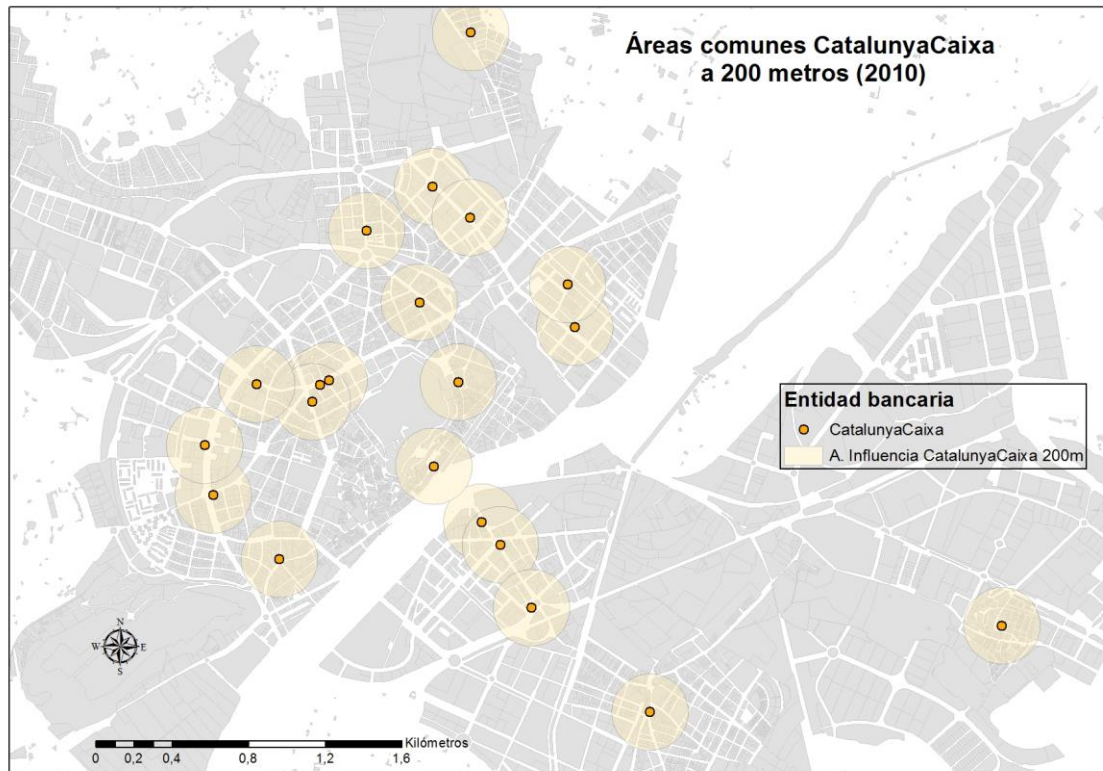 Áreas comunes CatalunyaCaixa
a 200 metros (2010)
Entidad bancaria
CatalunyaCaixa
A. Influencia CatalunyaCaixa 200m
N
W E
S
Kilómetros
0 0,2 0,4 0,8 1,2 1,6